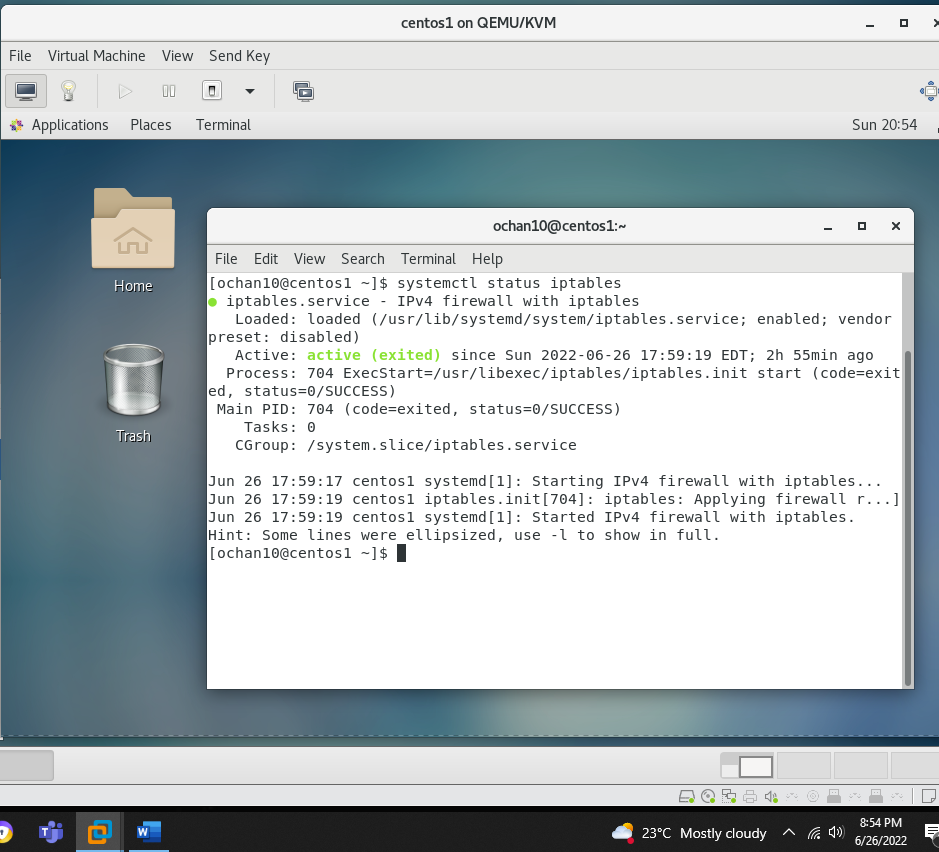 centos1 on QEMU/KVM
File Virtual Machine View Send Key
Applications Places Terminal Sun 20:54
Home
Trash
ochan10@centos1:~
File Edit View Search Terminal Help
[ochan10@centos1 ~]$ systemctl status iptables
● iptables.service - IPv4 firewall with iptables
   Loaded: loaded (/usr/lib/systemd/system/iptables.service; enabled; vendor
preset: disabled)
   Active: active (exited) since Sun 2022-06-26 17:59:19 EDT; 2h 55min ago
  Process: 704 ExecStart=/usr/libexec/iptables/iptables.init start (code=exit
ed, status=0/SUCCESS)
 Main PID: 704 (code=exited, status=0/SUCCESS)
    Tasks: 0
   CGroup: /system.slice/iptables.service
Jun 26 17:59:17 centos1 systemd[1]: Starting IPv4 firewall with iptables...
Jun 26 17:59:19 centos1 iptables.init[704]: iptables: Applying firewall r...]
Jun 26 17:59:19 centos1 systemd[1]: Started IPv4 firewall with iptables.
Hint: Some lines were ellipsized, use -l to show in full.
[ochan10@centos1 ~]$
23°C Mostly cloudy
8:54 PM
6/26/2022